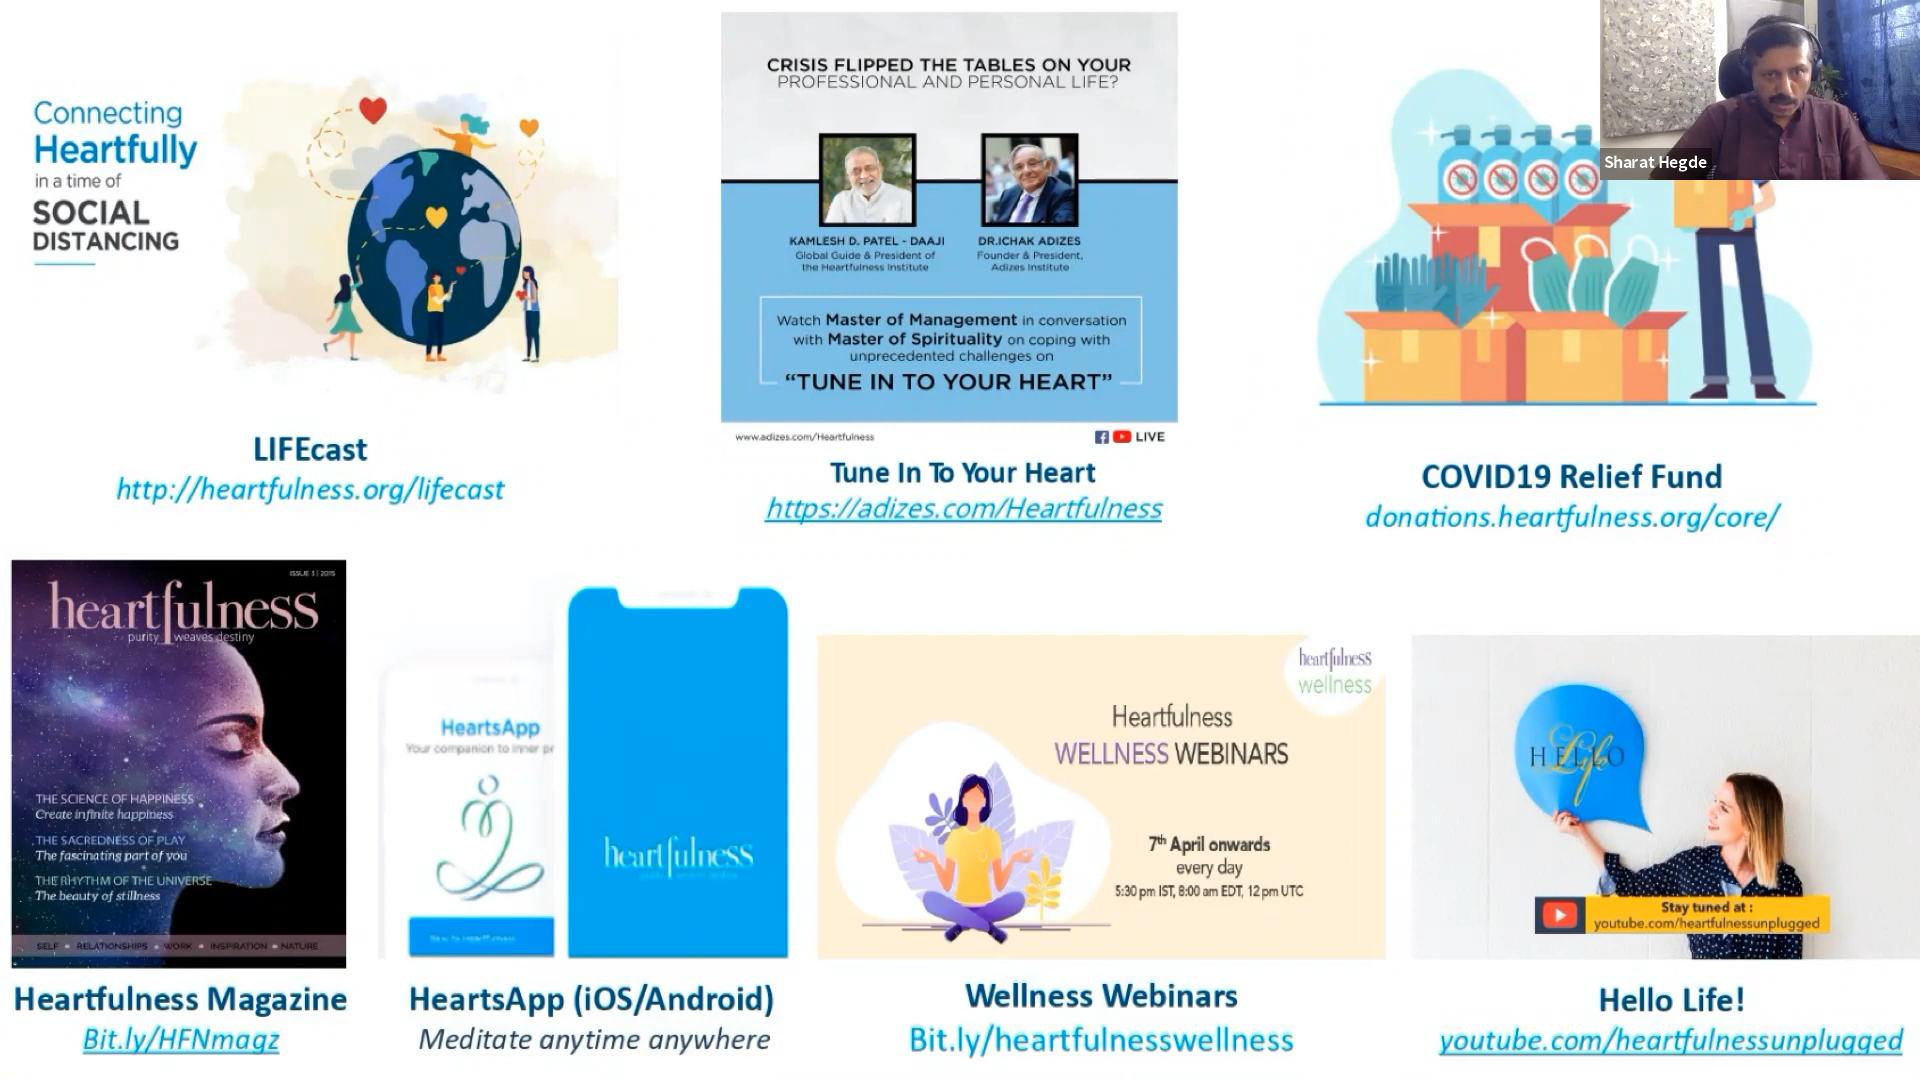 Connecting
Heartfully
in a time of
SOCIAL
DISTANCING
LIFEcast
http://heartfulness.org/lifecast
CRISIS FLIPPED THE TABLES ON YOUR
PROFESSIONAL AND PERSONAL LIFE?
KAMLESH D. PATEL - DAAJI
Global Guide & President of
the Heartfulness Institute
DR.ICHAK ADIZES
Founder & President,
Adizes Institute
Watch Master of Management in conversation
with Master of Spirituality on coping with
unprecedented challenges on
“TUNE IN TO YOUR HEART”
www.adizes.com/Heartfulness
LIVE
Tune In To Your Heart
https://adizes.com/Heartfulness
Sharat Hegde
COVID19 Relief Fund
donations.heartfulness.org/core/
ISSUE 3 | 2015
heartfulness
purity weaves destiny
THE SCIENCE OF HAPPINESS
Create infinite happiness
THE SACREDNESS OF PLAY
The fascinating part of you
THE RHYTHM OF THE UNIVERSE
The beauty of stillness
SELF • RELATIONSHIPS • WORK • INSPIRATION • NATURE
Heartfulness Magazine
Bit.ly/HFNmagz
HeartsApp
Your companion to inner pe
heartfulness
purity weaves destiny
HeartsApp (iOS/Android)
Meditate anytime anywhere
heartfulness
wellness
Heartfulness
WELLNESS WEBINARS
7th April onwards
every day
5:30 pm IST, 8:00 am EDT, 12 pm UTC
Wellness Webinars
Bit.ly/heartfulnesswellness
HELLO
Life
Stay tuned at :
youtube.com/heartfulnessunplugged
Hello Life!
youtube.com/heartfulnessunplugged